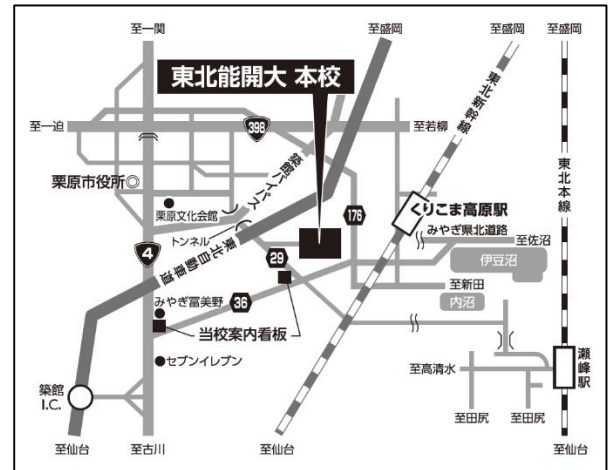 至一関
至盛岡
至盛岡
至盛岡
東北能開大 本校
東北新幹線
至一迫
398
至若柳
築館バイパス
東北本線
栗原市役所◎
栗原文化会館
176
くりこま高原駅
トンネル
みやぎ県北道路
至佐沼
4
東北自動車道
29
伊豆沼
至新田
内沼
36
みやぎ富美野
当校案内看板
セブンイレブン
至高清水
瀬峰駅
築館
I.C.
至田尻
至田尻
至仙台
至古川
至仙台
至仙台